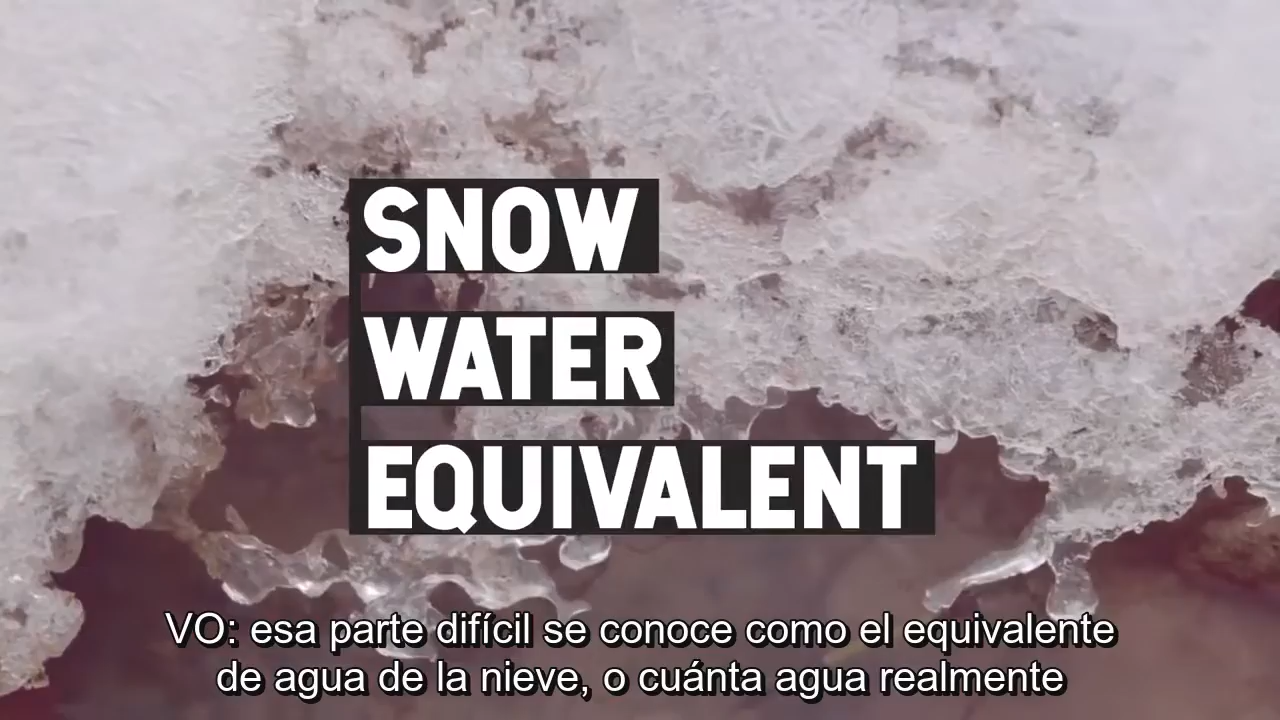 SNOW
WATER
EQUIVALENT
VO: esa parte difícil se conoce como el equivalente
de agua de la nieve, o cuánta agua realmente